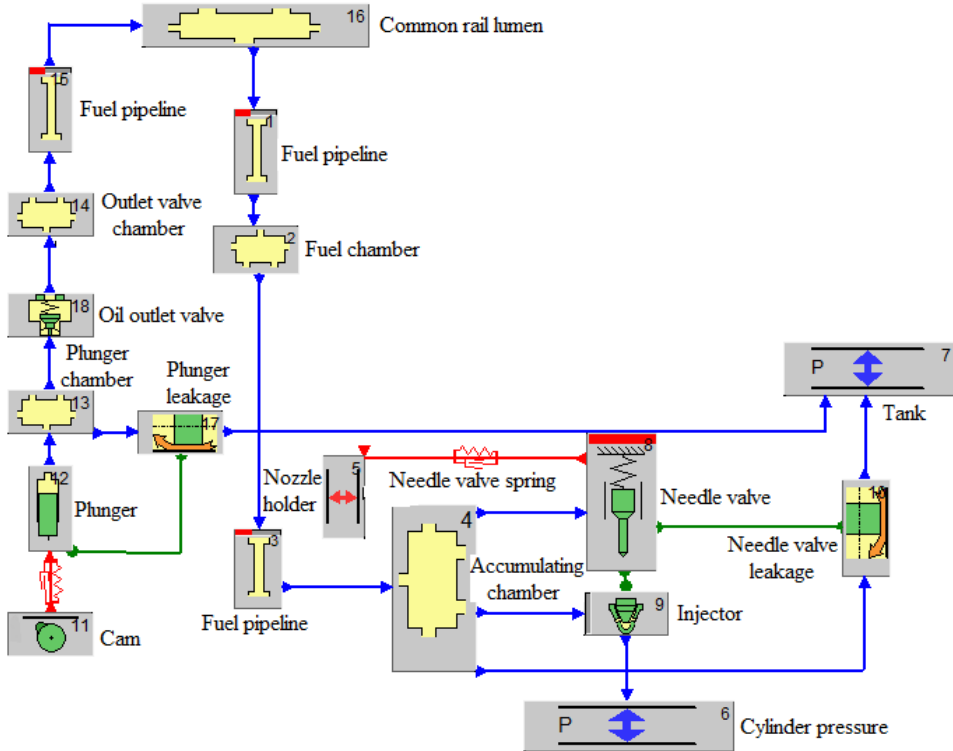 16
Common rail lumen
15
Fuel pipeline
1
Fuel pipeline
14
Outlet valve
chamber
2
Fuel chamber
18
Oil outlet valve
Plunger
chamber
13
Plunger
leakage
17
P
7
Tank
12
Plunger
5
Nozzle
holder
Needle valve spring
8
Needle valve
10
Needle valve
leakage
4
Accumulating
chamber
3
Fuel pipeline
9
Injector
11
Cam
P
6
Cylinder pressure